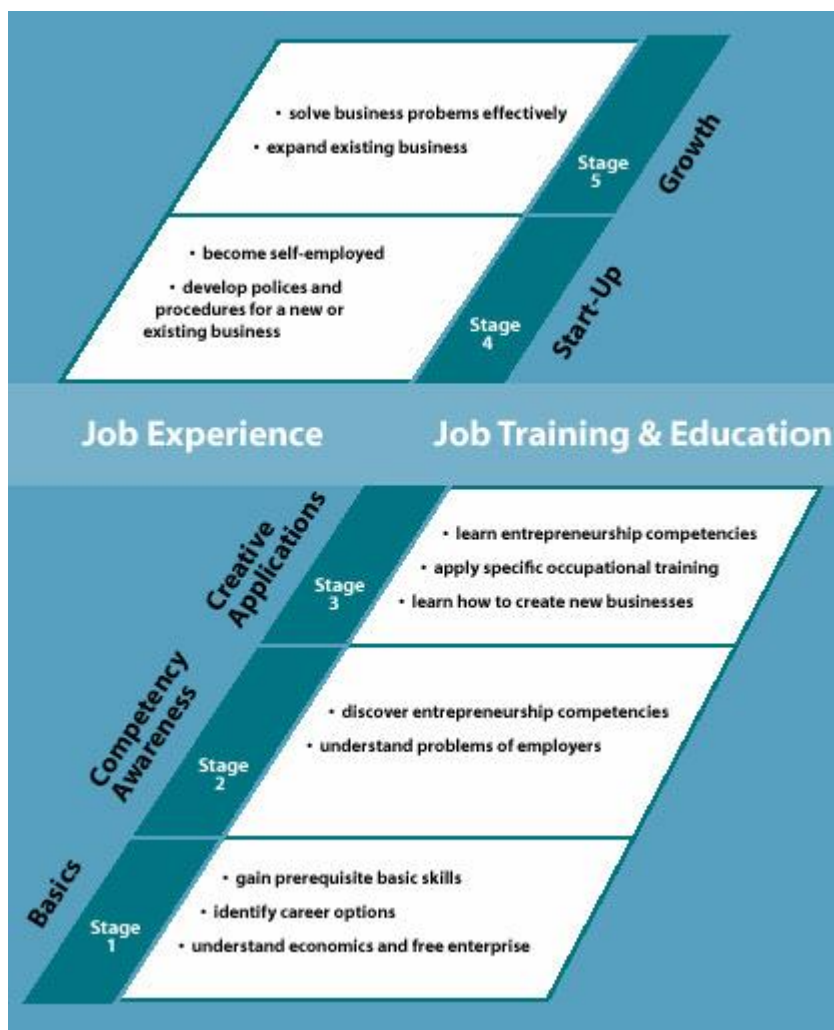 • solve business probems effectively
• expand existing business
Stage
5
Growth
• become self-employed
• develop polices and
procedures for a new or
existing business
Stage
4
Start-Up
Job Experience
Job Training & Education
Creative
Applications
Stage
3
• learn entrepreneurship competencies
• apply specific occupational training
• learn how to create new businesses
Competency
Awareness
Stage
2
• discover entrepreneurship competencies
• understand problems of employers
Basics
Stage
1
• gain prerequisite basic skills
• identify career options
• understand economics and free enterprise